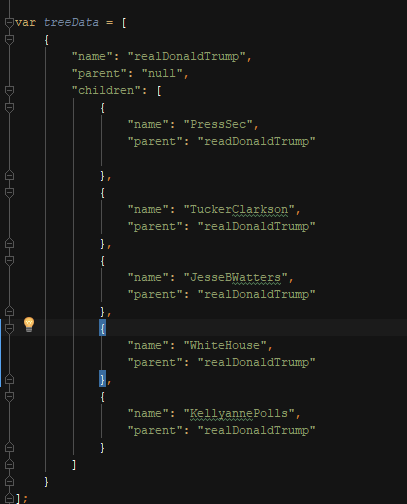 var treeData = [
{
"name": "realDonaldTrump",
"parent": "null",
"children": [
{
"name": "PressSec",
"parent": "readDonaldTrump"
},
{
"name": "TuckerClarkson",
"parent": "realDonaldTrump"
},
{
"name": "JesseBWatters",
"parent": "realDonaldTrump"
},
{
"name": "WhiteHouse",
"parent": "realDonaldTrump"
},
{
"name": "KellyannePolls",
"parent": "realDonaldTrump"
}
]
}
];